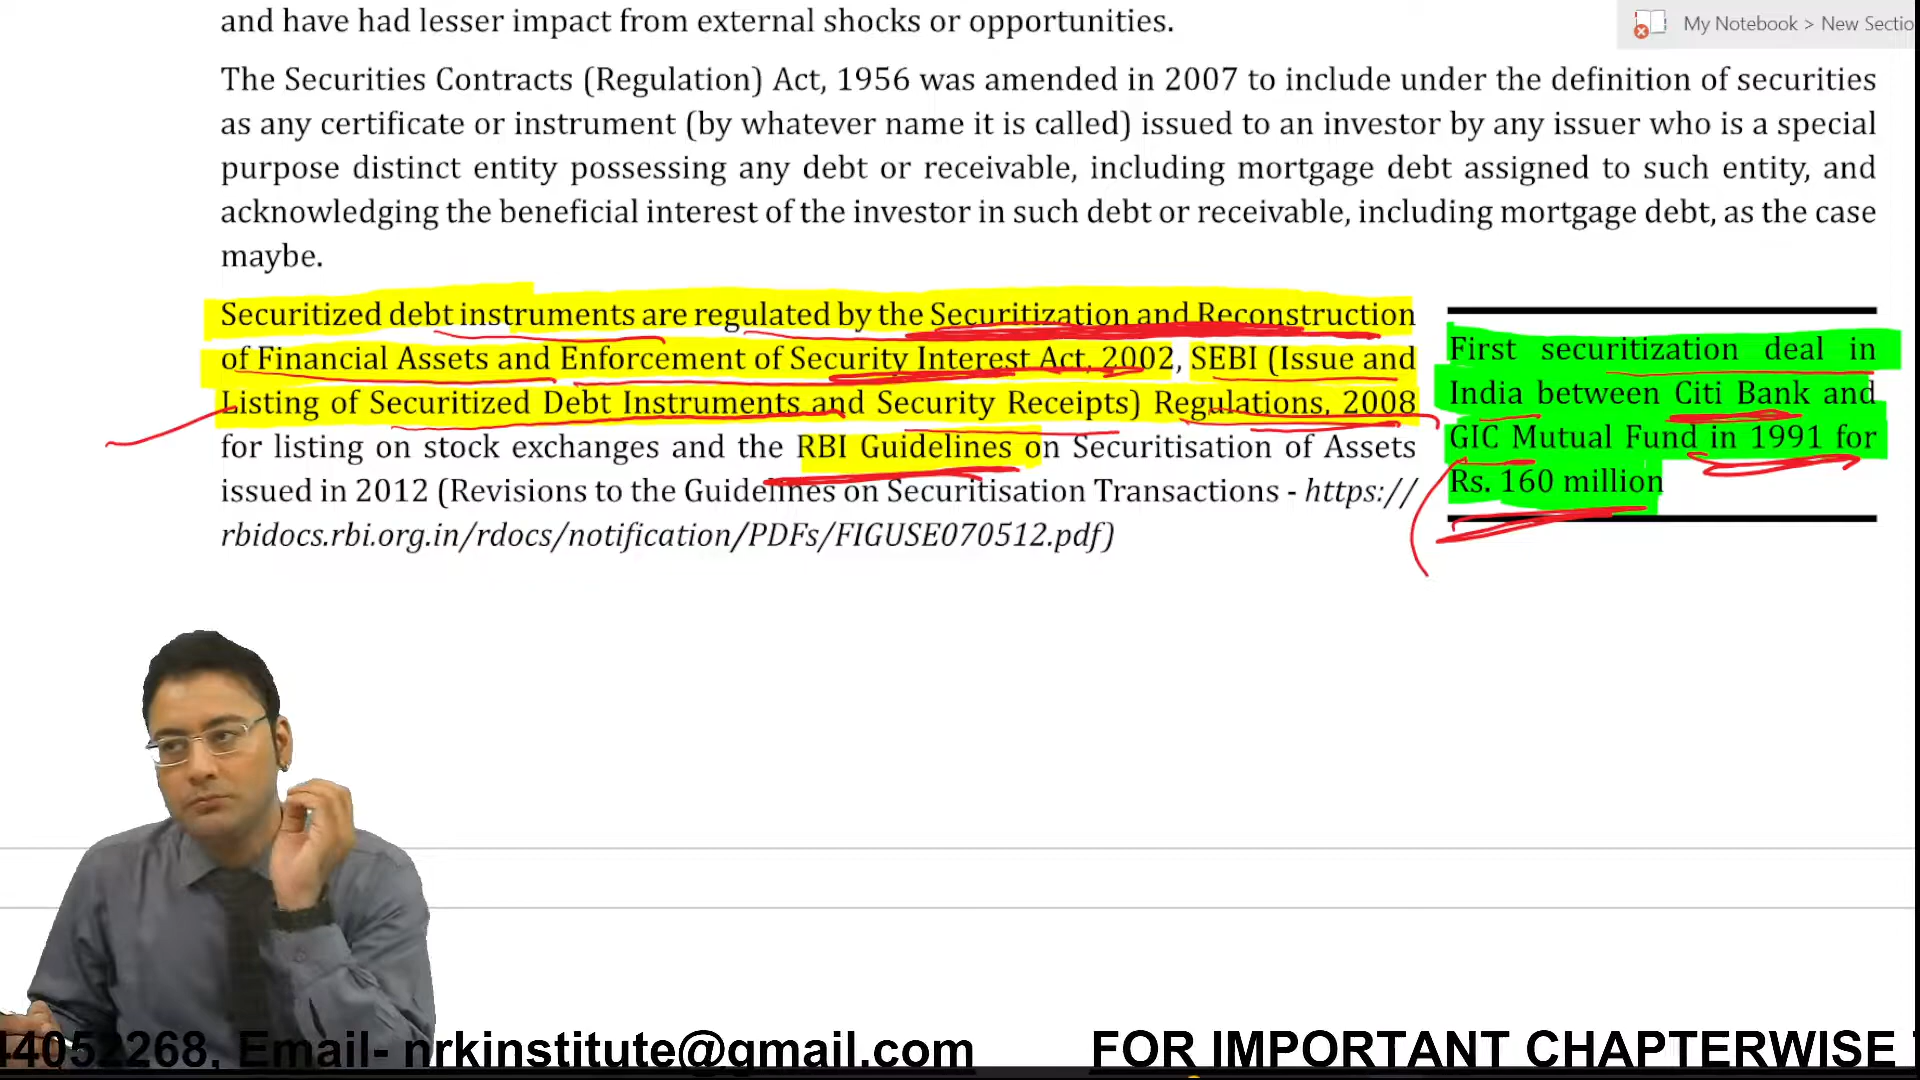 and have had lesser impact from external shocks or opportunities.
My Notebook > New Sectio
The Securities Contracts (Regulation) Act, 1956 was amended in 2007 to include under the definition of securities
as any certificate or instrument (by whatever name it is called) issued to an investor by any issuer who is a special
purpose distinct entity possessing any debt or receivable, including mortgage debt assigned to such entity, and
acknowledging the beneficial interest of the investor in such debt or receivable, including mortgage debt, as the case
maybe.
Securitized debt instruments are regulated by the Securitization and Reconstruction
of Financial Assets and Enforcement of Security Interest Act, 2002, SEBI (Issue and
Listing of Securitized Debt Instruments and Security Receipts) Regulations, 2008
for listing on stock exchanges and the RBI Guidelines on Securitisation of Assets
issued in 2012 (Revisions to the Guidelines on Securitisation Transactions - https://
rbidocs.rbi.org.in/rdocs/notification/PDFs/FIGUSE070512.pdf)
First securitization deal in
India between Citi Bank and
GIC Mutual Fund in 1991 for
Rs. 160 million
44052268, Email- nrkinstitute@gmail.com FOR IMPORTANT CHAPTERWISE